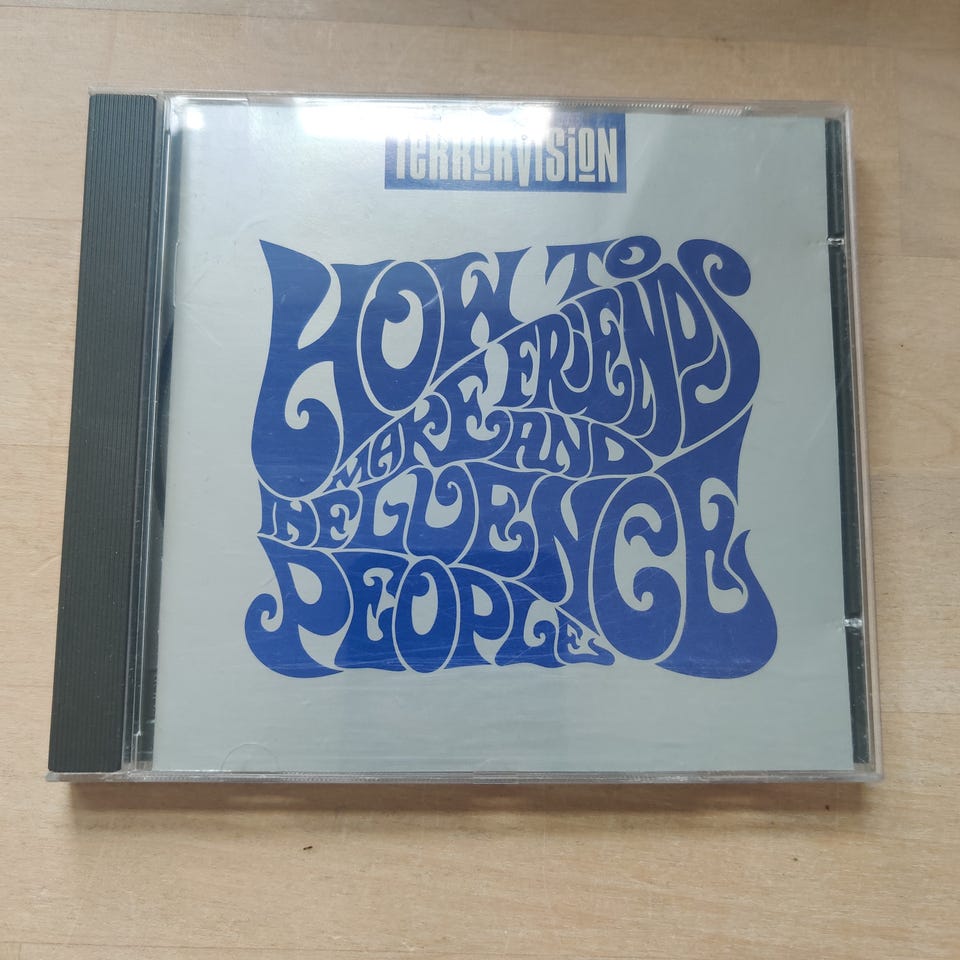 TERRORVISION
HOW TO
MAKE FRIENDS
AND
INFLUENCE
PEOPLE